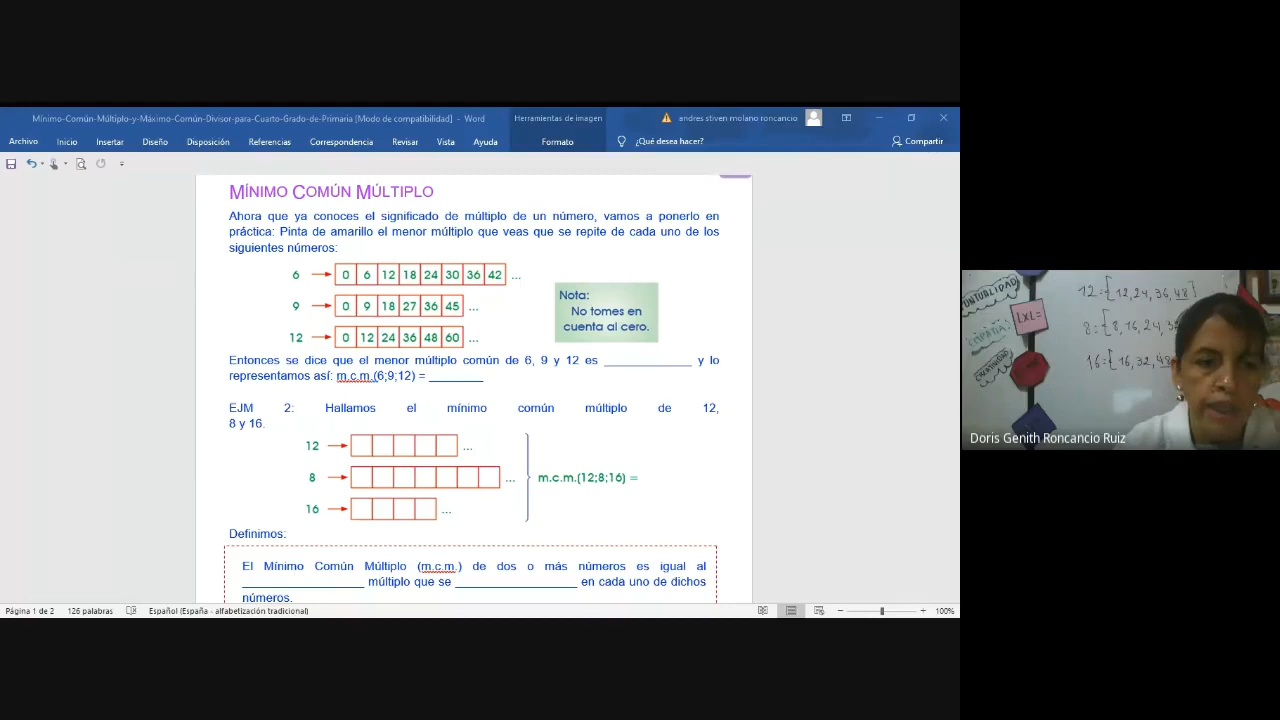 Mínimo-Común-Múltiplo-y-Máximo-Común-Divisor-para-Cuarto-Grado-de-Primaria [Modo de compatibilidad] - Word
Herramientas de imagen
andres stiven molano roncancio
Archivo Inicio Insertar Diseño Disposición Referencias Correspondencia Revisar Vista Ayuda Formato ¿Qué desea hacer? Compartir
MÍNIMO COMÚN MÚLTIPLO
Ahora que ya conoces el significado de múltiplo de un número, vamos a ponerlo en
práctica: Pinta de amarillo el menor múltiplo que veas que se repite de cada uno de los
siguientes números:
6 → 0 6 12 18 24 30 36 42 ...
9 → 0 9 18 27 36 45 ...
12 → 0 12 24 36 48 60 ...
Nota:
No tomes en
cuenta al cero.
Entonces se dice que el menor múltiplo común de 6, 9 y 12 es ____________ y lo
representamos así: m.c.m.(6;9;12) = _______
EJM 2: Hallamos el mínimo común múltiplo de 12,
8 y 16.
12 → ...
8 → ...
16 → ...
m.c.m.(12;8;16) =
Definimos:
El Mínimo Común Múltiplo (m.c.m.) de dos o más números es igual al
________________ múltiplo que se ________________ en cada uno de dichos
números.
Página 1 de 2 126 palabras Español (España - alfabetización tradicional) 100%
PUNTUALIDAD
LXL=
12={12,24,36,48}
8={8,16,24,
16={16,32,48
Doris Genith Roncancio Ruiz